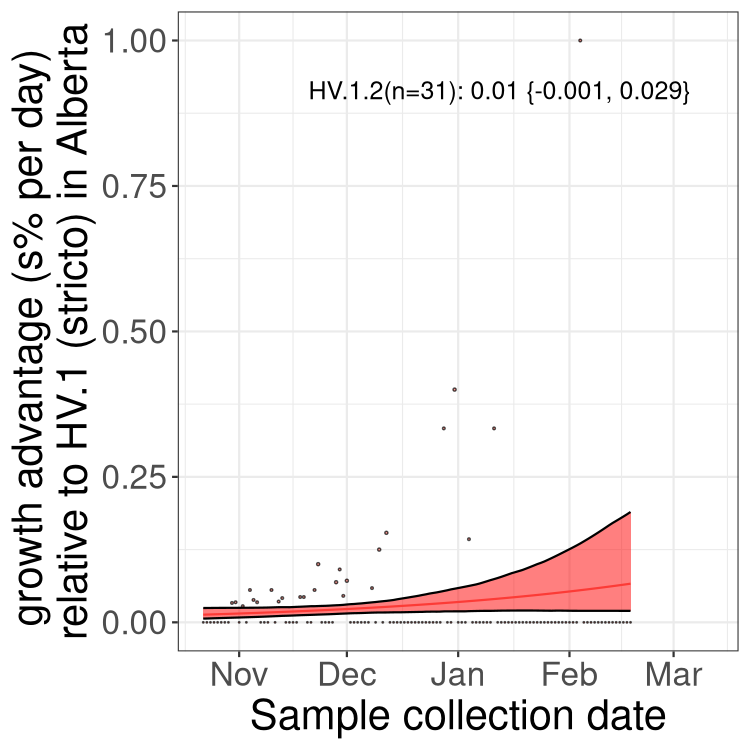 growth advantage (s% per day)
relative to HV.1 (stricto) in Alberta
1.00
0.75
0.50
0.25
0.00
HV.1.2(n=31): 0.01 {-0.001, 0.029}
Nov Dec Jan Feb Mar
Sample collection date